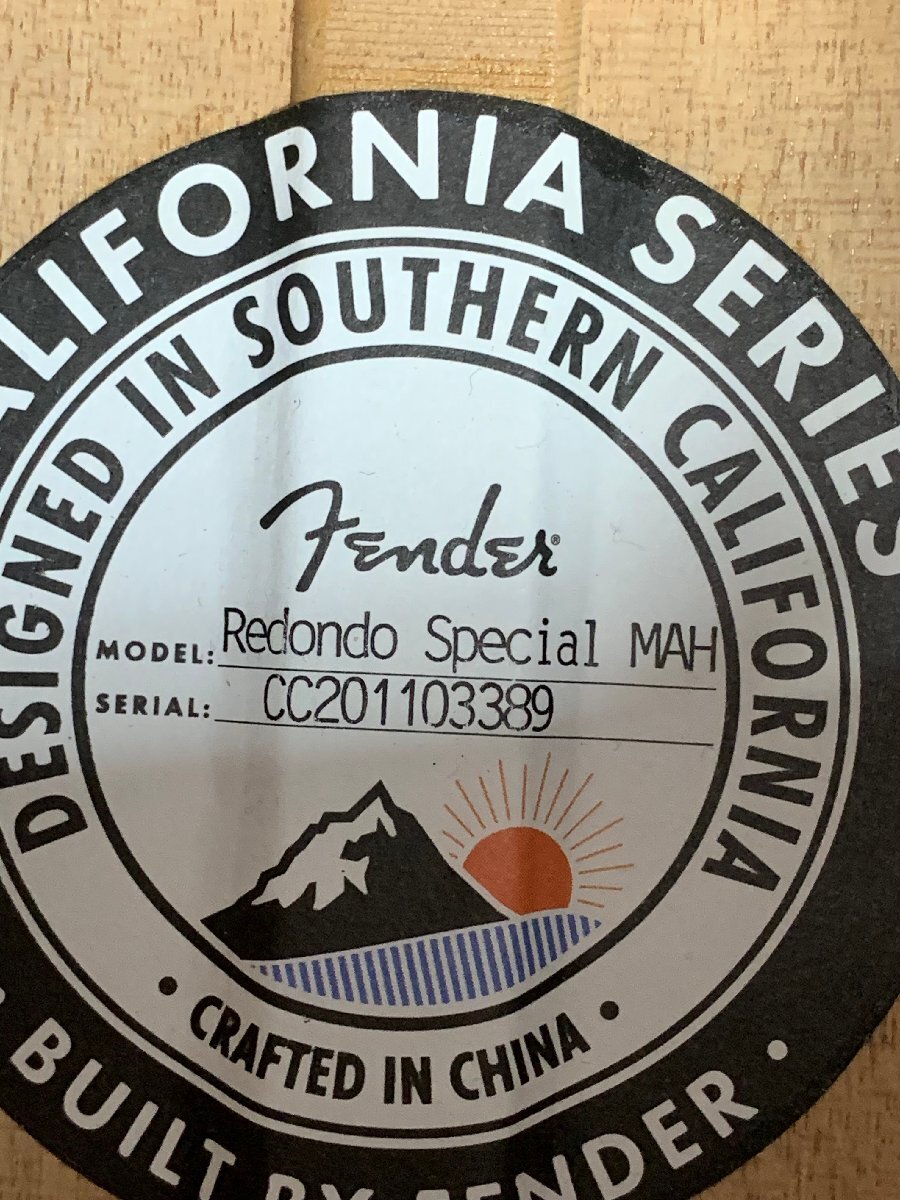 CALIFORNIA SERIES
DESIGNED IN SOUTHERN CALIFORNIA
Fender®
MODEL: Redondo Special MAH
SERIAL: CC201103389
• CRAFTED IN CHINA •
• BUILT BY FENDER •